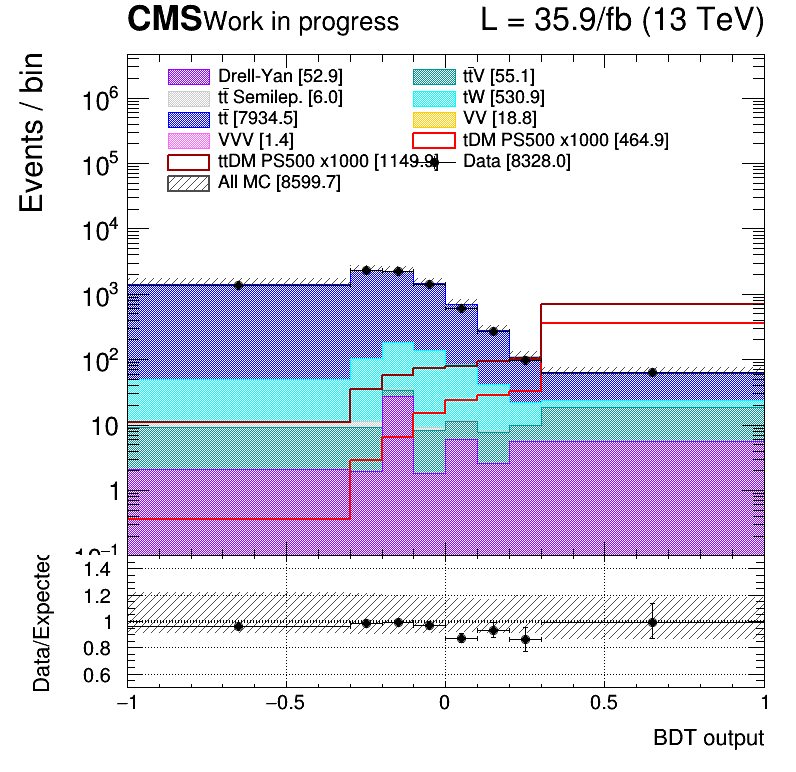 CMS Work in progress L = 35.9/fb (13 TeV)
Events / bin
Drell-Yan [52.9] tt̄V [55.1]
tt̄ Semilep. [6.0] tW [530.9]
tt̄ [7934.5] VV [18.8]
VVV [1.4] tDM PS500 x1000 [464.9]
ttDM PS500 x1000 [1149.9] Data [8328.0]
All MC [8599.7]
10⁶
10⁵
10⁴
10³
10²
10
1
10⁻¹
Data/Expected
1.4
1.2
1
0.8
0.6
−1 −0.5 0 0.5 1
BDT output